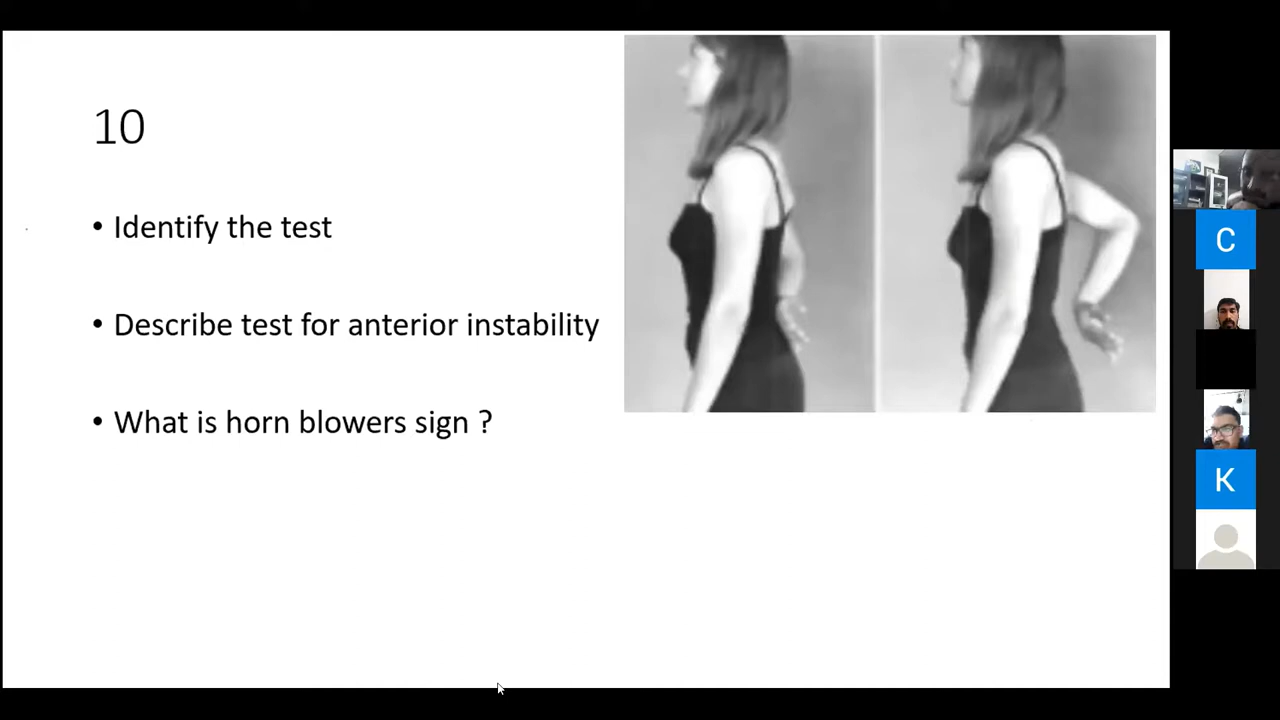 10
• Identify the test
• Describe test for anterior instability
• What is horn blowers sign ?
C
K